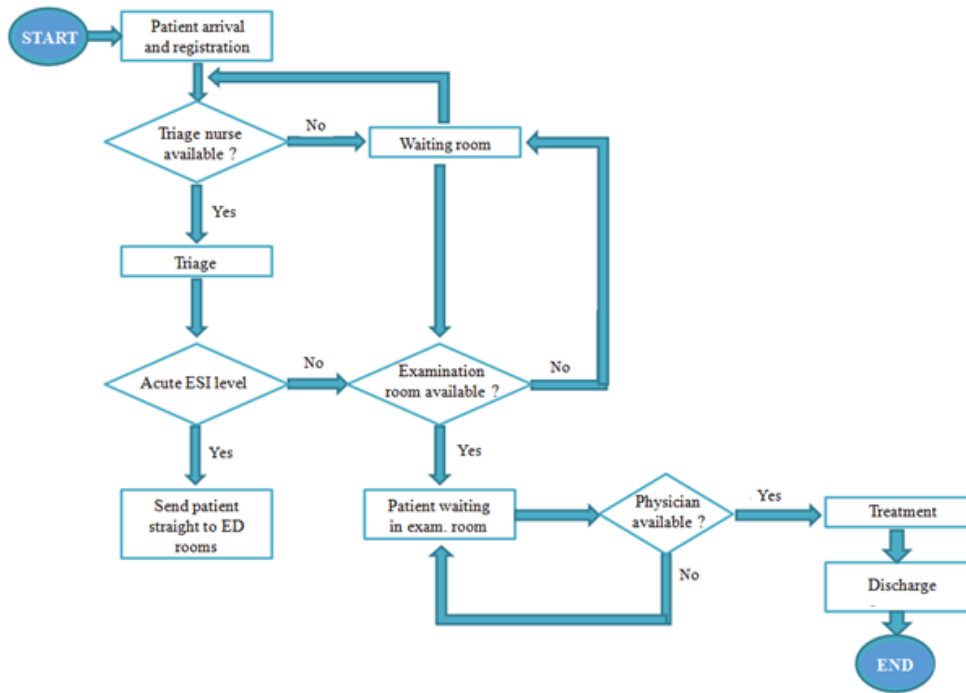 START
Patient arrival
and registration
Triage nurse
available ?
No
Waiting room
Yes
Triage
Acute ESI level
No
Examination
room available ?
No
Yes
Yes
Send patient
straight to ED
rooms
Patient waiting
in exam. room
Physician
available ?
Yes
No
Treatment
Discharge
END